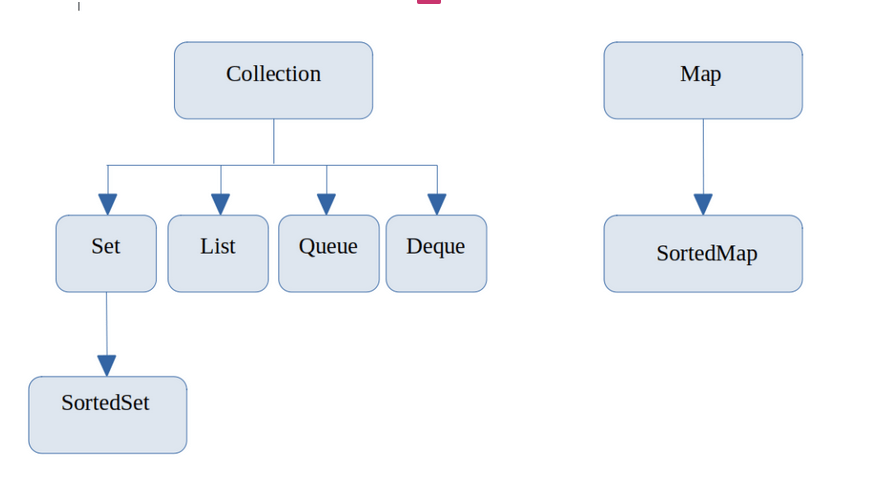 Collection
Map
Set
List
Queue
Deque
SortedMap
SortedSet